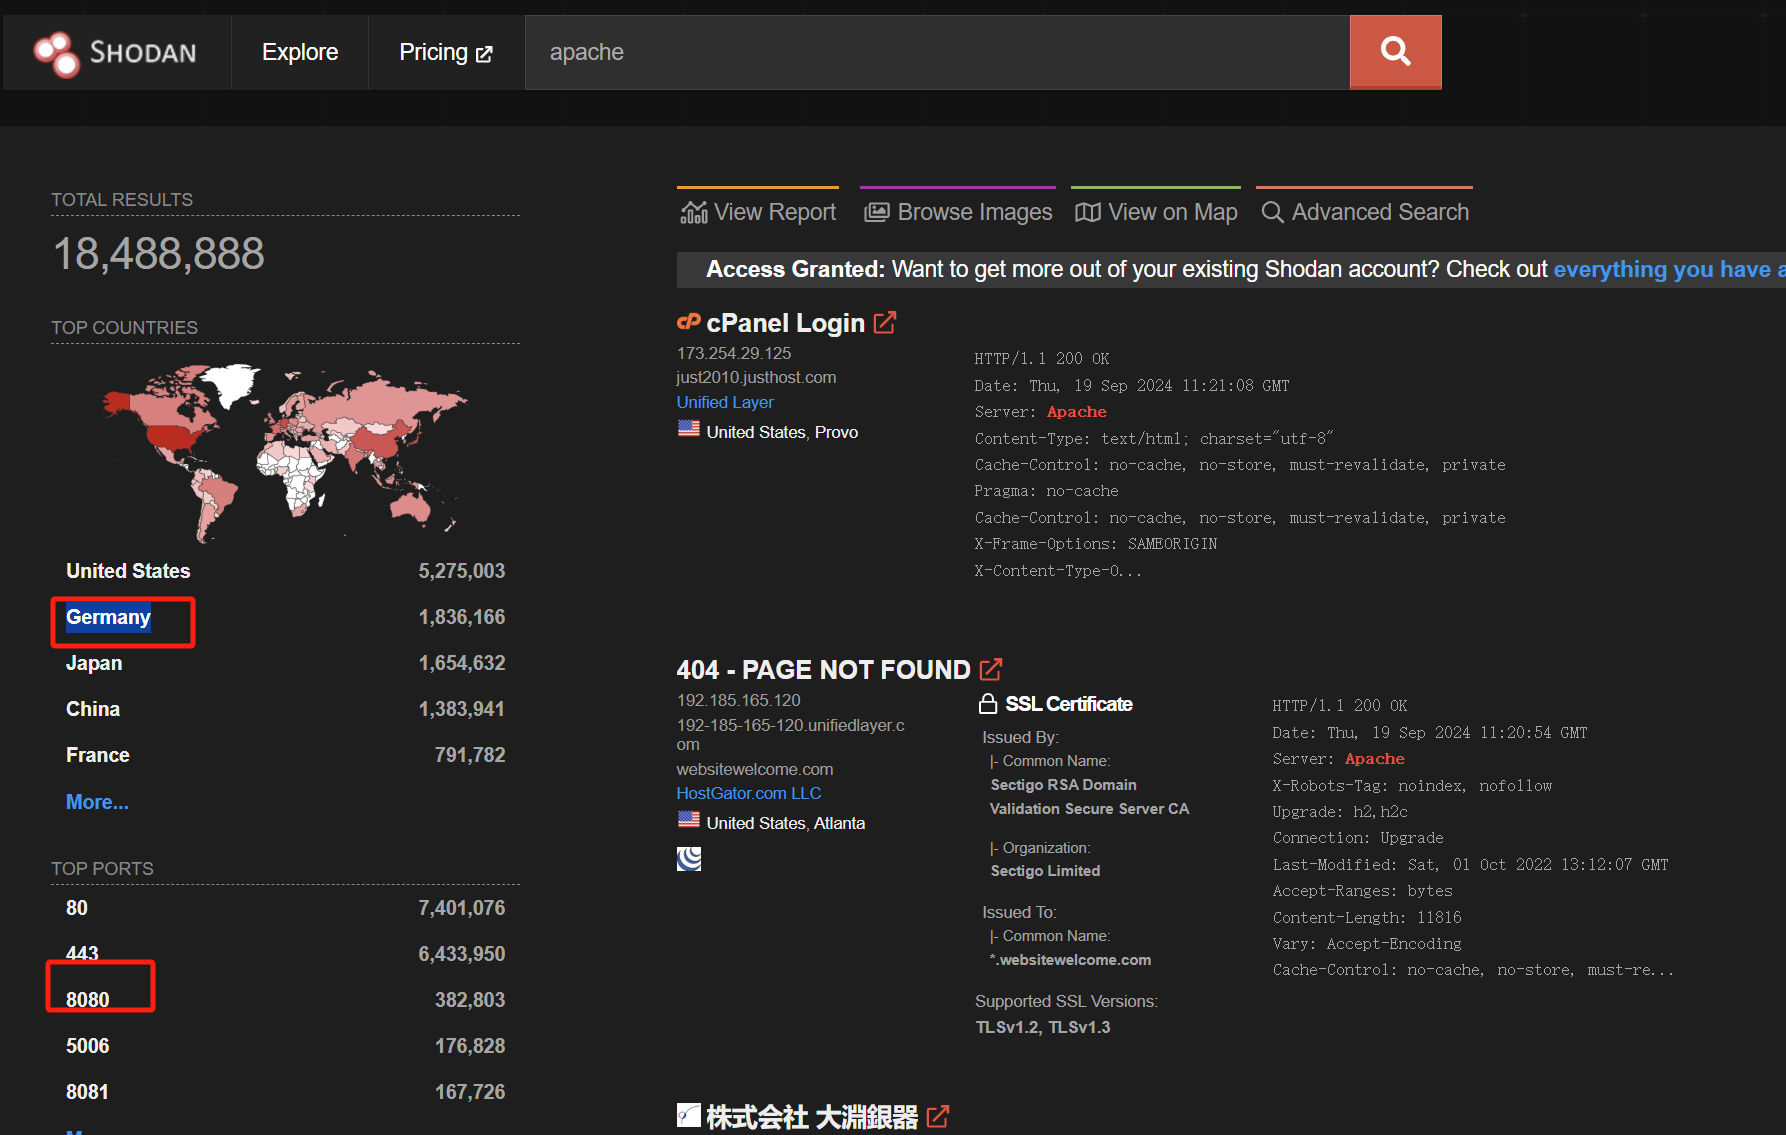 SHODAN Explore Pricing apache
TOTAL RESULTS
18,488,888
TOP COUNTRIES
United States 5,275,003
Germany 1,836,166
Japan 1,654,632
China 1,383,941
France 791,782
More...
TOP PORTS
80 7,401,076
443 6,433,950
8080 382,803
5006 176,828
8081 167,726
View Report Browse Images View on Map Advanced Search
Access Granted: Want to get more out of your existing Shodan account? Check out everything you have a
cP cPanel Login
173.254.29.125
just2010.justhost.com
Unified Layer
United States, Provo
HTTP/1.1 200 OK
Date: Thu, 19 Sep 2024 11:21:08 GMT
Server: Apache
Content-Type: text/html; charset="utf-8"
Cache-Control: no-cache, no-store, must-revalidate, private
Pragma: no-cache
Cache-Control: no-cache, no-store, must-revalidate, private
X-Frame-Options: SAMEORIGIN
X-Content-Type-O...
404 - PAGE NOT FOUND
192.185.165.120
192-185-165-120.unifiedlayer.c
om
websitewelcome.com
HostGator.com LLC
United States, Atlanta
SSL Certificate
Issued By:
|- Common Name:
Sectigo RSA Domain
Validation Secure Server CA
|- Organization:
Sectigo Limited
Issued To:
|- Common Name:
*.websitewelcome.com
Supported SSL Versions:
TLSv1.2, TLSv1.3
HTTP/1.1 200 OK
Date: Thu, 19 Sep 2024 11:20:54 GMT
Server: Apache
X-Robots-Tag: noindex, nofollow
Upgrade: h2,h2c
Connection: Upgrade
Last-Modified: Sat, 01 Oct 2022 13:12:07 GMT
Accept-Ranges: bytes
Content-Length: 11816
Vary: Accept-Encoding
Cache-Control: no-cache, no-store, must-re...
株式会社 大淵銀器